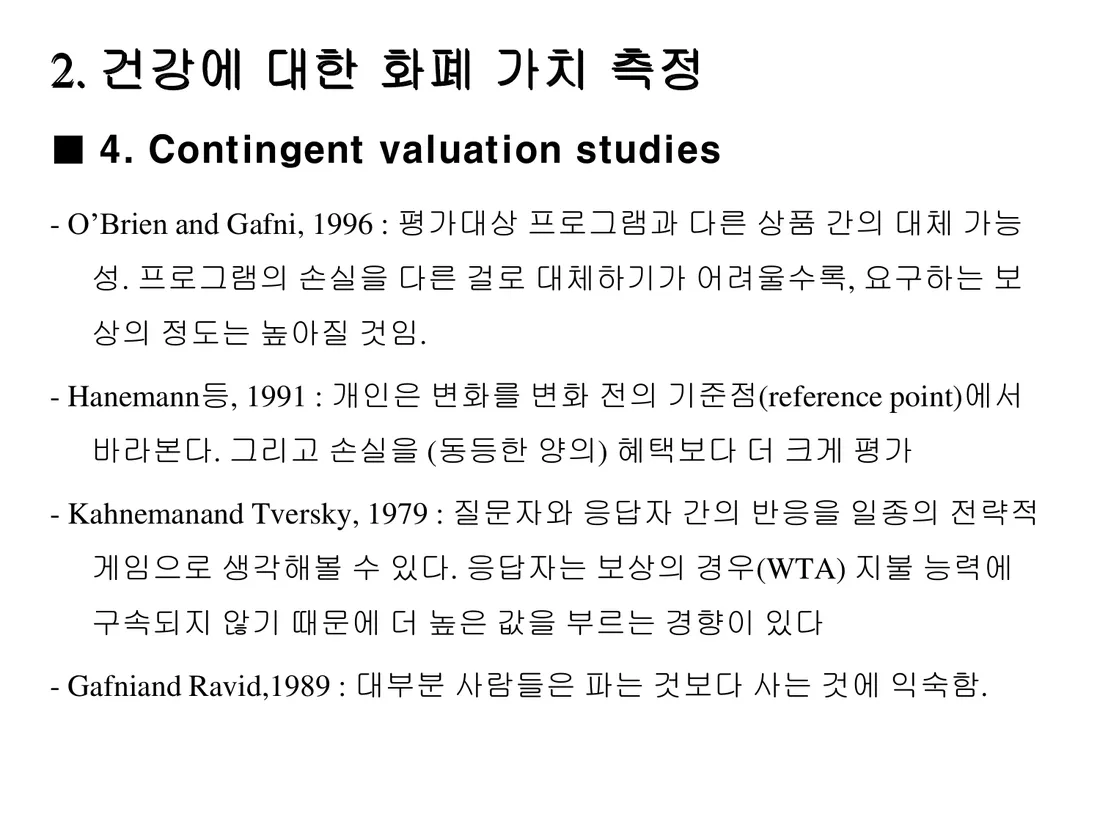 2. 건강에 대한 화폐 가치 측정
■ 4. Contingent valuation studies
- O’Brien and Gafni, 1996 : 평가대상 프로그램과 다른 상품 간의 대체 가능
성. 프로그램의 손실을 다른 걸로 대체하기가 어려울수록, 요구하는 보
상의 정도는 높아질 것임.
- Hanemann등, 1991 : 개인은 변화를 변화 전의 기준점(reference point)에서
바라본다. 그리고 손실을 (동등한 양의) 혜택보다 더 크게 평가
- Kahnemanand Tversky, 1979 : 질문자와 응답자 간의 반응을 일종의 전략적
게임으로 생각해볼 수 있다. 응답자는 보상의 경우(WTA) 지불 능력에
구속되지 않기 때문에 더 높은 값을 부르는 경향이 있다
- Gafniand Ravid,1989 : 대부분 사람들은 파는 것보다 사는 것에 익숙함.